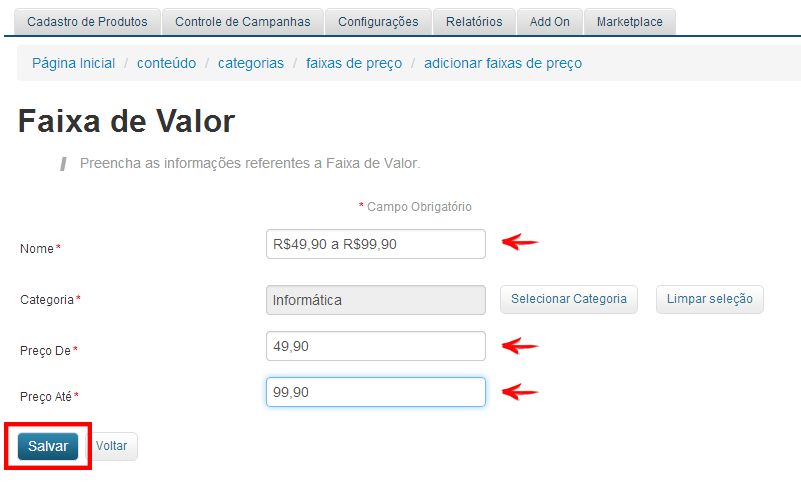 Cadastro de Produtos Controle de Campanhas Configurações Relatórios Add On Marketplace
Página Inicial / conteúdo / categorias / faixas de preço / adicionar faixas de preço
Faixa de Valor
Preencha as informações referentes a Faixa de Valor.
* Campo Obrigatório
Nome* R$49,90 a R$99,90
Categoria* Informática Selecionar Categoria Limpar seleção
Preço De* 49,90
Preço Até* 99,90
Salvar Voltar